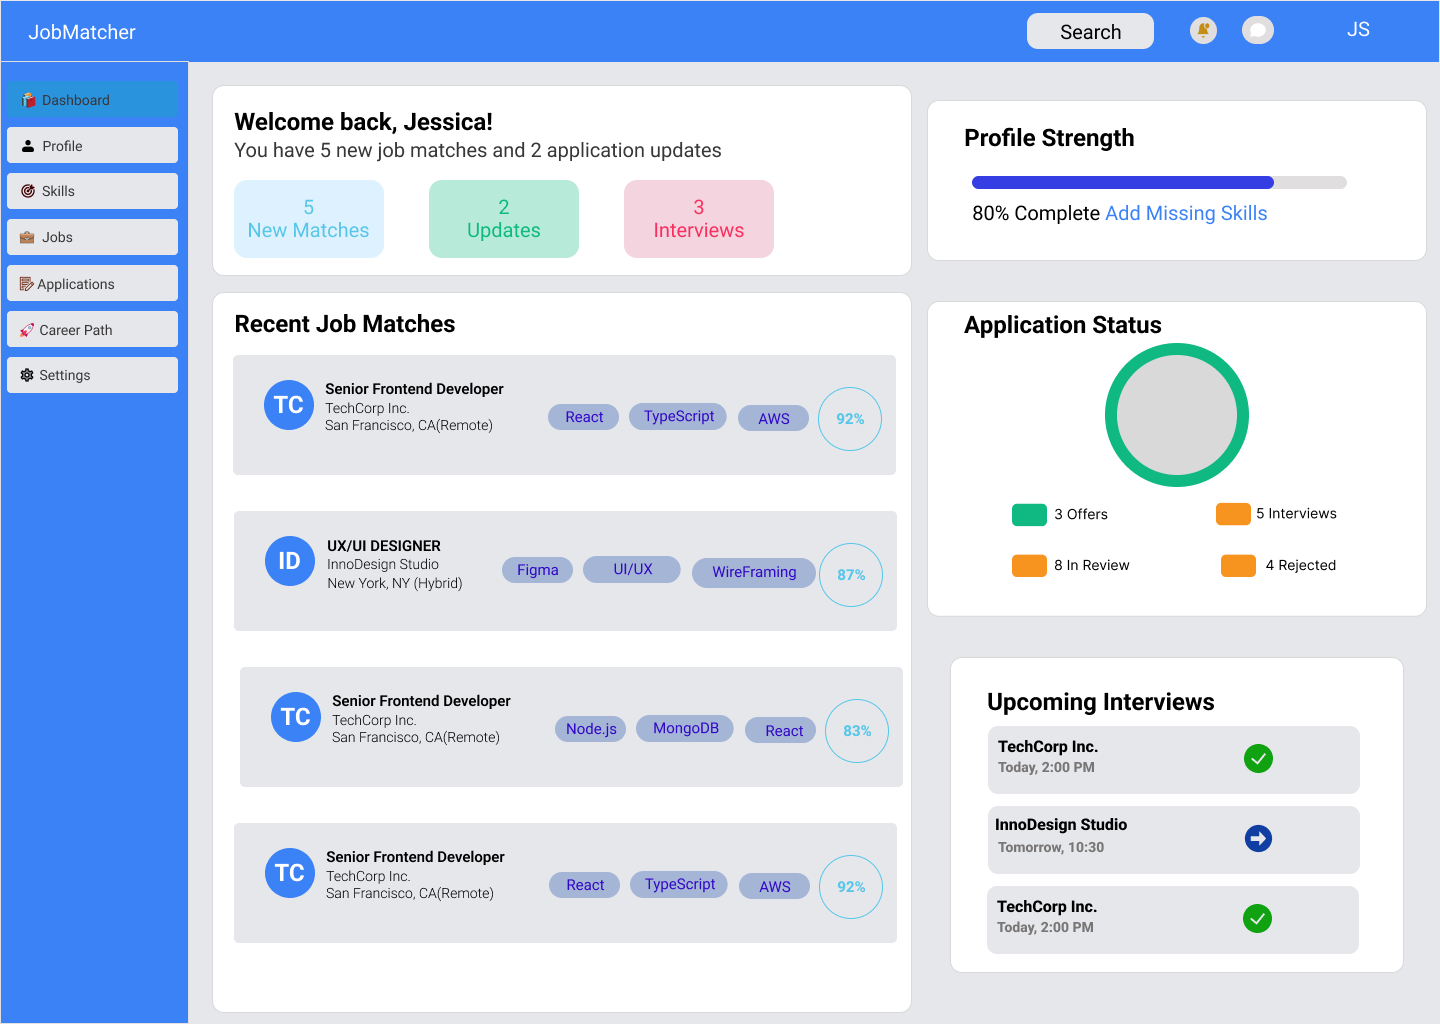 JobMatcher
Search
JS
Dashboard
Profile
Skills
Jobs
Applications
Career Path
Settings
Welcome back, Jessica!
You have 5 new job matches and 2 application updates
5
New Matches
2
Updates
3
Interviews
Recent Job Matches
TC
Senior Frontend Developer
TechCorp Inc.
San Francisco, CA(Remote)
React
TypeScript
AWS
92%
ID
UX/UI DESIGNER
InnoDesign Studio
New York, NY (Hybrid)
Figma
UI/UX
WireFraming
87%
TC
Senior Frontend Developer
TechCorp Inc.
San Francisco, CA(Remote)
Node.js
MongoDB
React
83%
TC
Senior Frontend Developer
TechCorp Inc.
San Francisco, CA(Remote)
React
TypeScript
AWS
92%
Profile Strength
80% Complete Add Missing Skills
Application Status
3 Offers
5 Interviews
8 In Review
4 Rejected
Upcoming Interviews
TechCorp Inc.
Today, 2:00 PM
InnoDesign Studio
Tomorrow, 10:30
TechCorp Inc.
Today, 2:00 PM